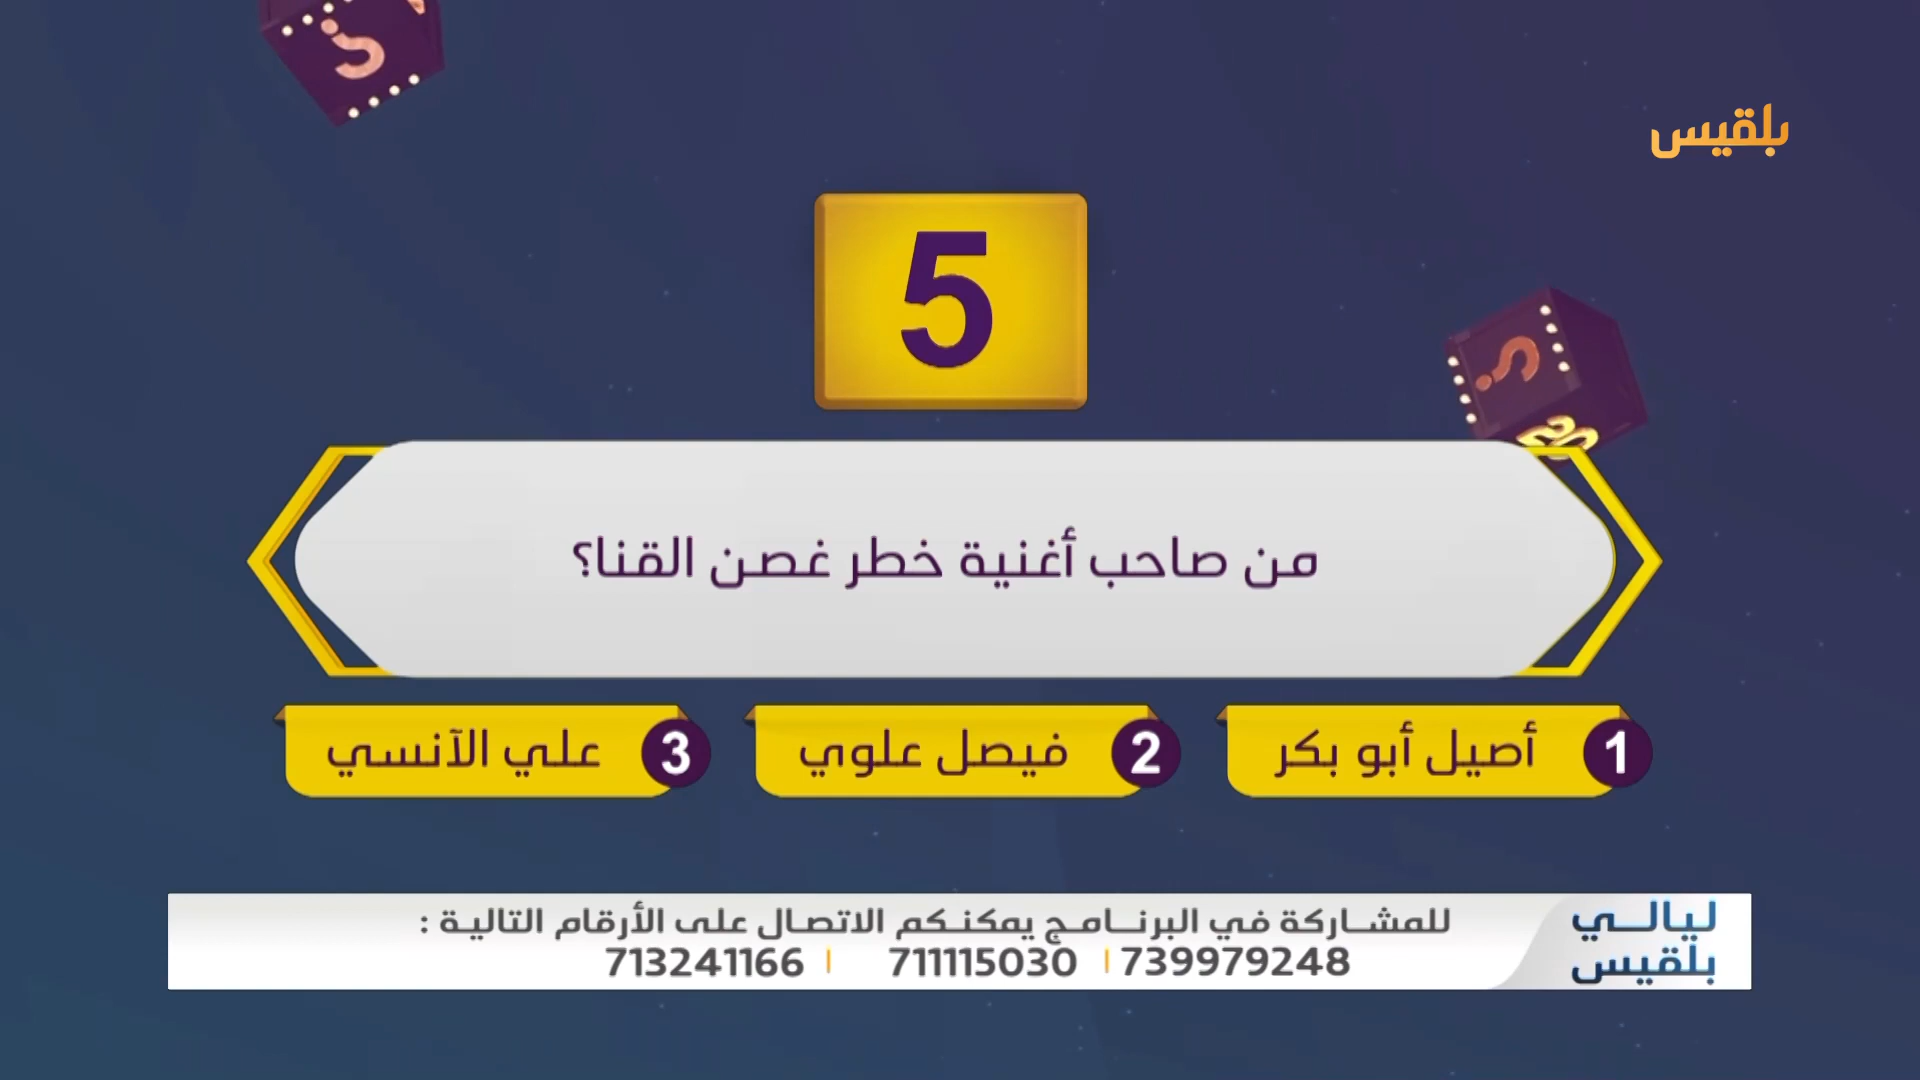 بلقيس
5
من صاحب أغنية خطر غصن القنا؟
1 أصيل أبو بكر
2 فيصل علوي
3 علي الآنسي
ليالي بلقيس
للمشاركة في البرنامج يمكنكم الاتصال على الأرقام التالية :
739979248 | 711115030 | 713241166
؟
؟
20